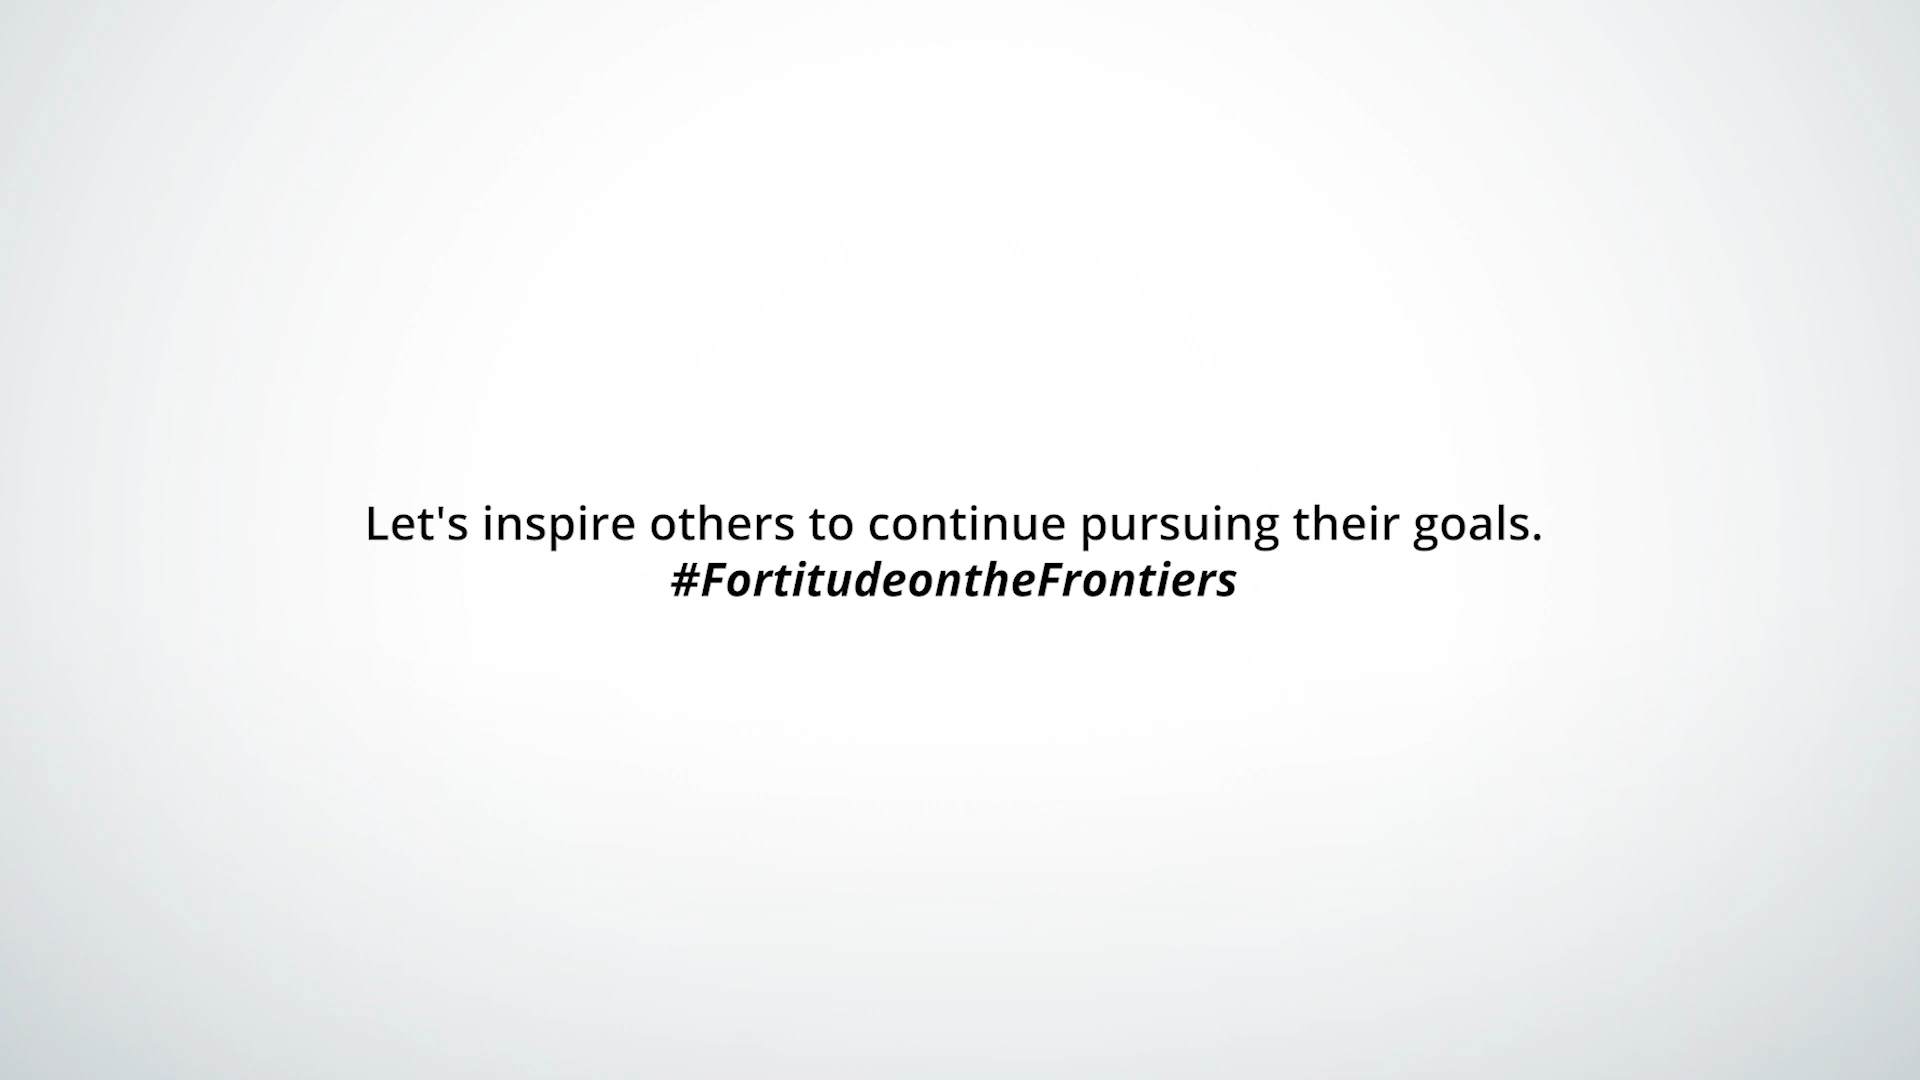 Let's inspire others to continue pursuing their goals.
#FortitudeontheFrontiers